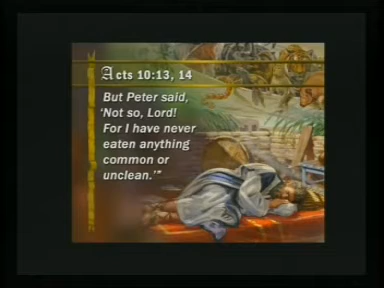 Acts 10:13, 14
But Peter said,
'Not so, Lord!
For I have never
eaten anything
common or
unclean.'"